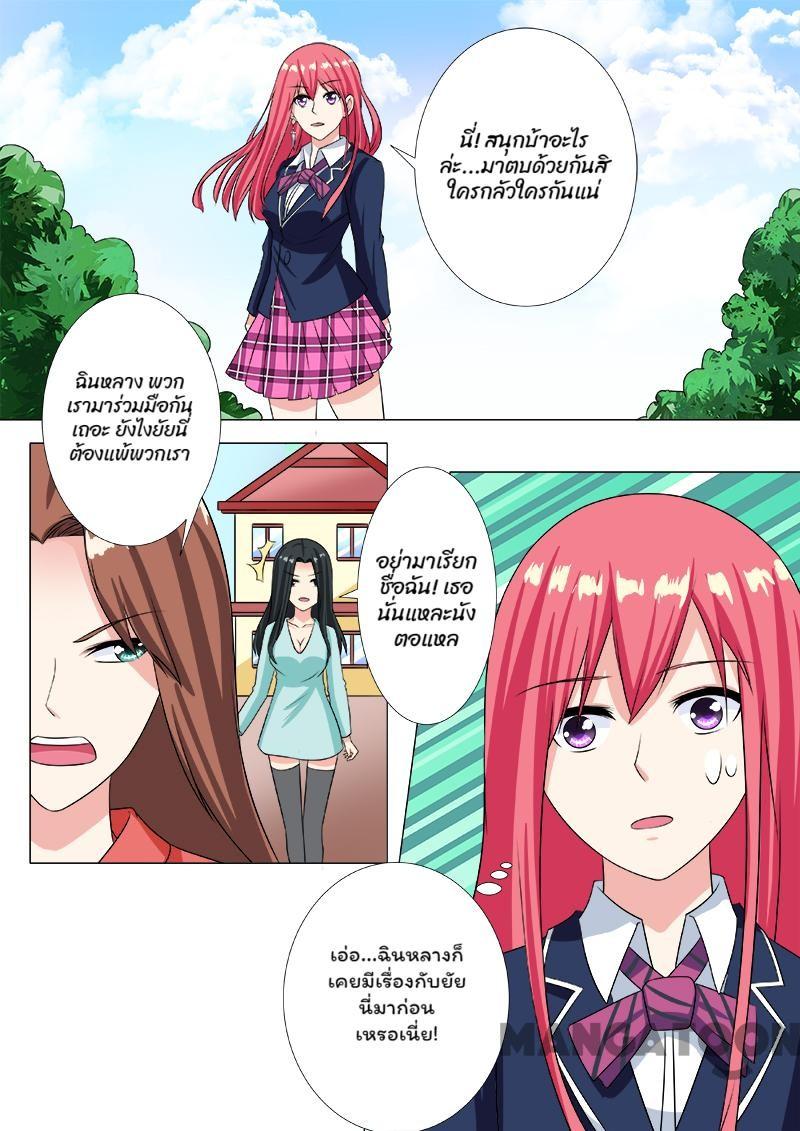 นี่! สนุกบ้าอะไร
ล่ะ...มาตบด้วยกันสิ
ใครกลัวใครกันแน่
ฉินหลาง พวก
เรามาร่วมมือกัน
เถอะ ยังไงยัยนี่
ต้องแพ้พวกเรา
อย่ามาเรียก
ชื่อฉัน! เธอ
นั่นแหละนัง
ตอแหล
เอ่อ...ฉินหลางก็
เคยมีเรื่องกับยัย
นี่มาก่อน
เหรอเนี่ย!
MANGATOON